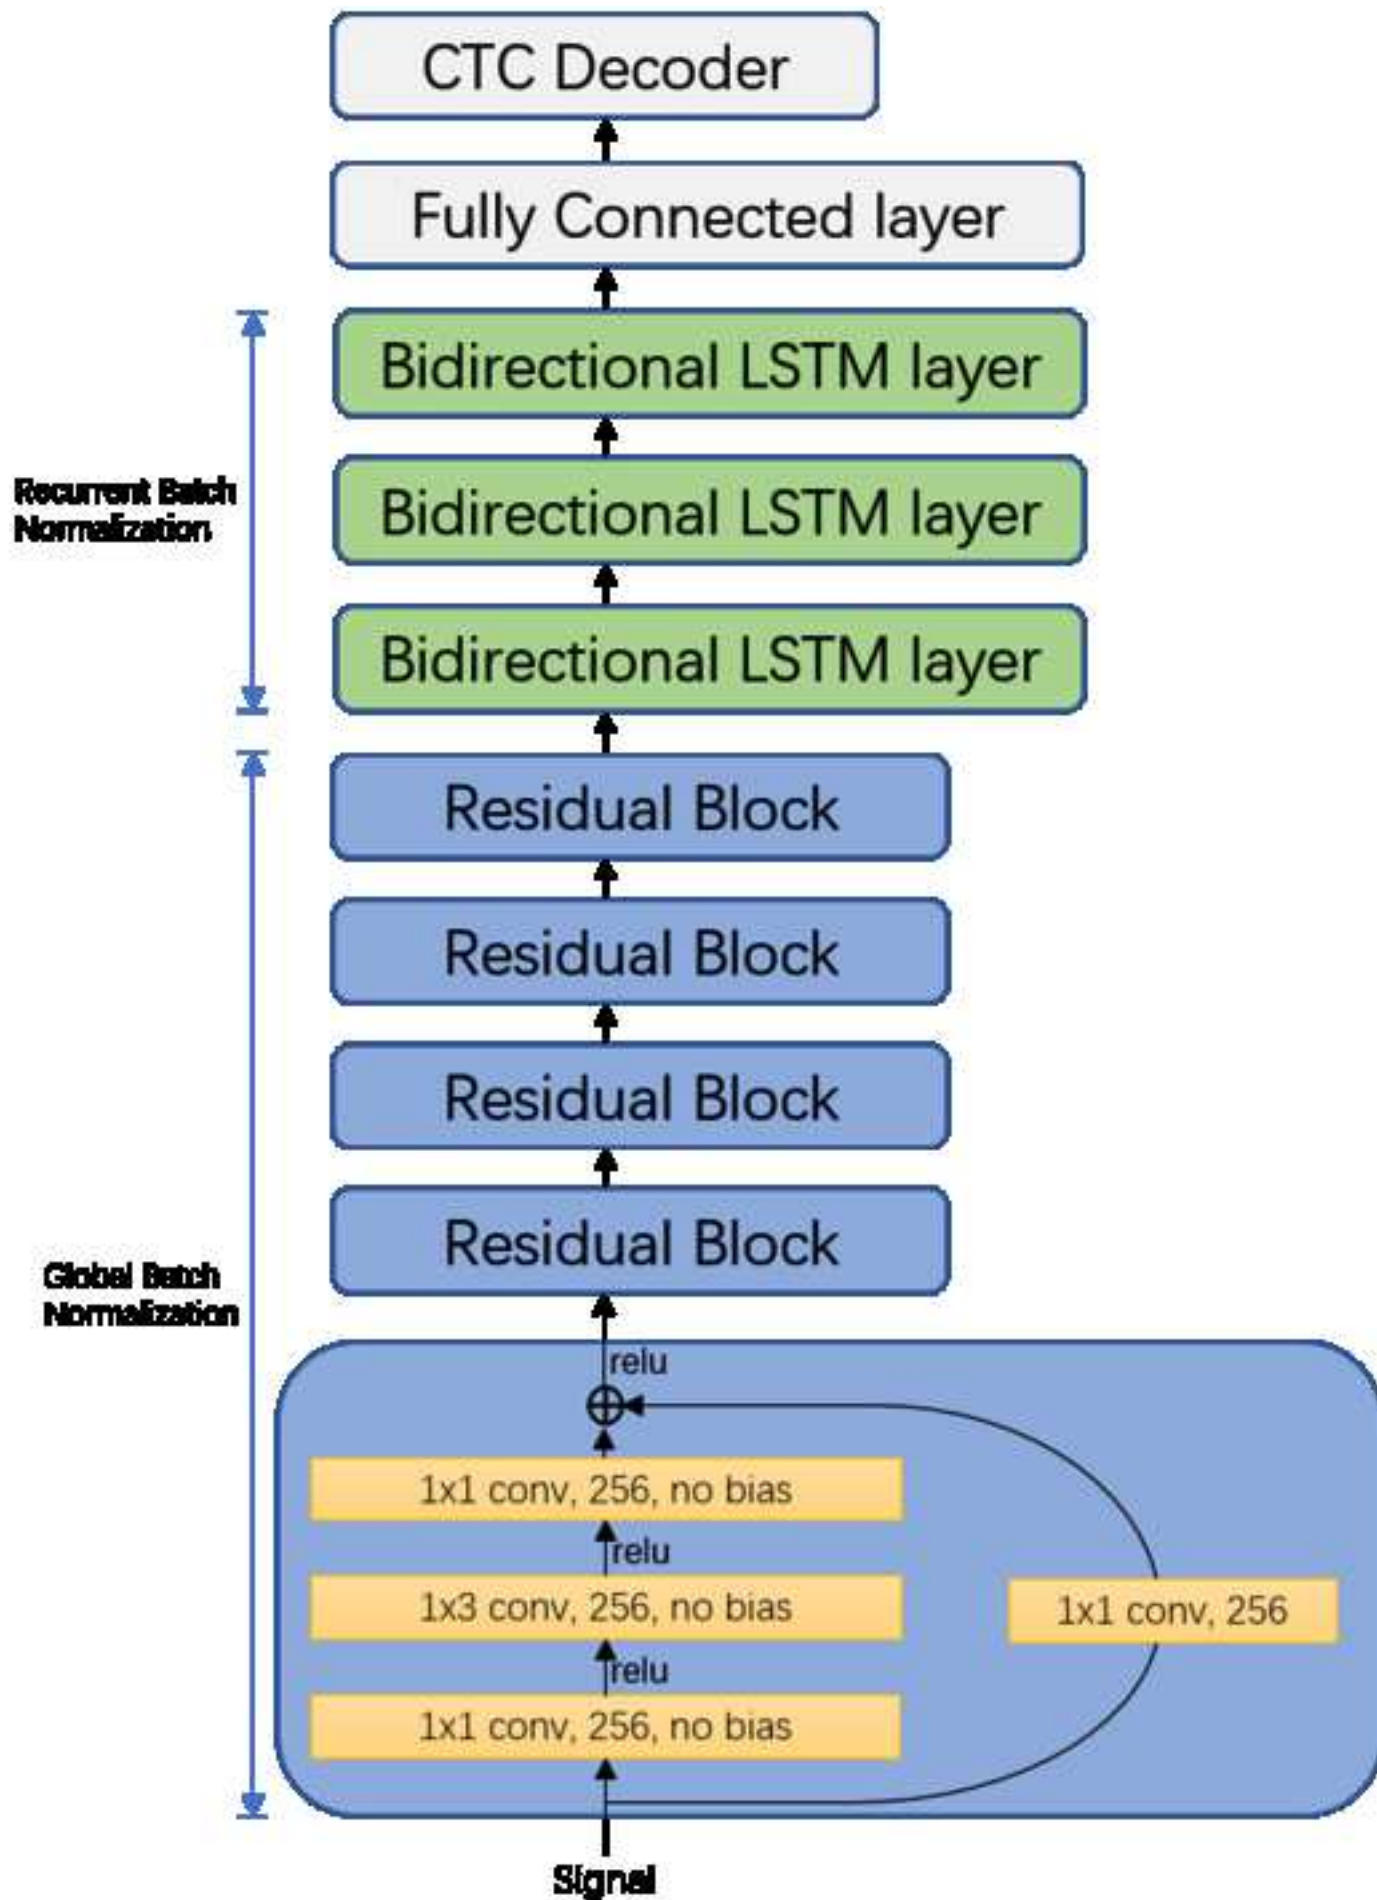 CTC Decoder
Fully Connected layer
Bidirectional LSTM layer
Bidirectional LSTM layer
Bidirectional LSTM layer
Recurrent Batch
Normalization
Residual Block
Residual Block
Residual Block
Residual Block
Global Batch
Normalization
relu
1x1 conv, 256, no bias
relu
1x3 conv, 256, no bias
1x1 conv, 256
relu
1x1 conv, 256, no bias
Signal